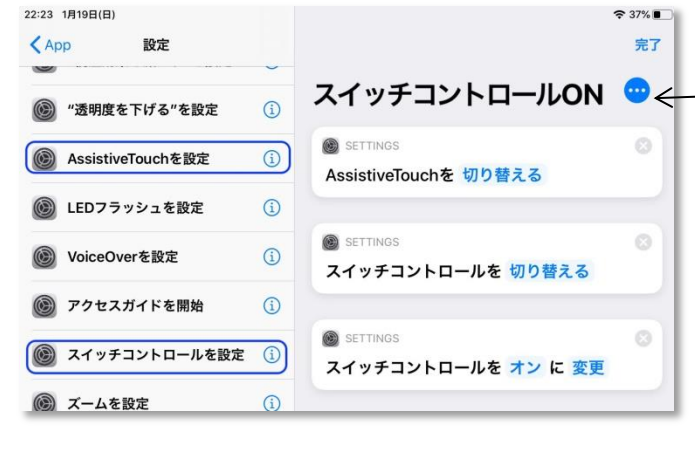 22:23 1月19日(日)
37%
App
設定
完了
"透明度を下げる"を設定
AssistiveTouchを設定
LEDフラッシュを設定
VoiceOverを設定
アクセスガイドを開始
スイッチコントロールを設定
ズームを設定
スイッチコントロールON
SETTINGS
AssistiveTouchを 切り替える
SETTINGS
スイッチコントロールを 切り替える
SETTINGS
スイッチコントロールを オン に 変更